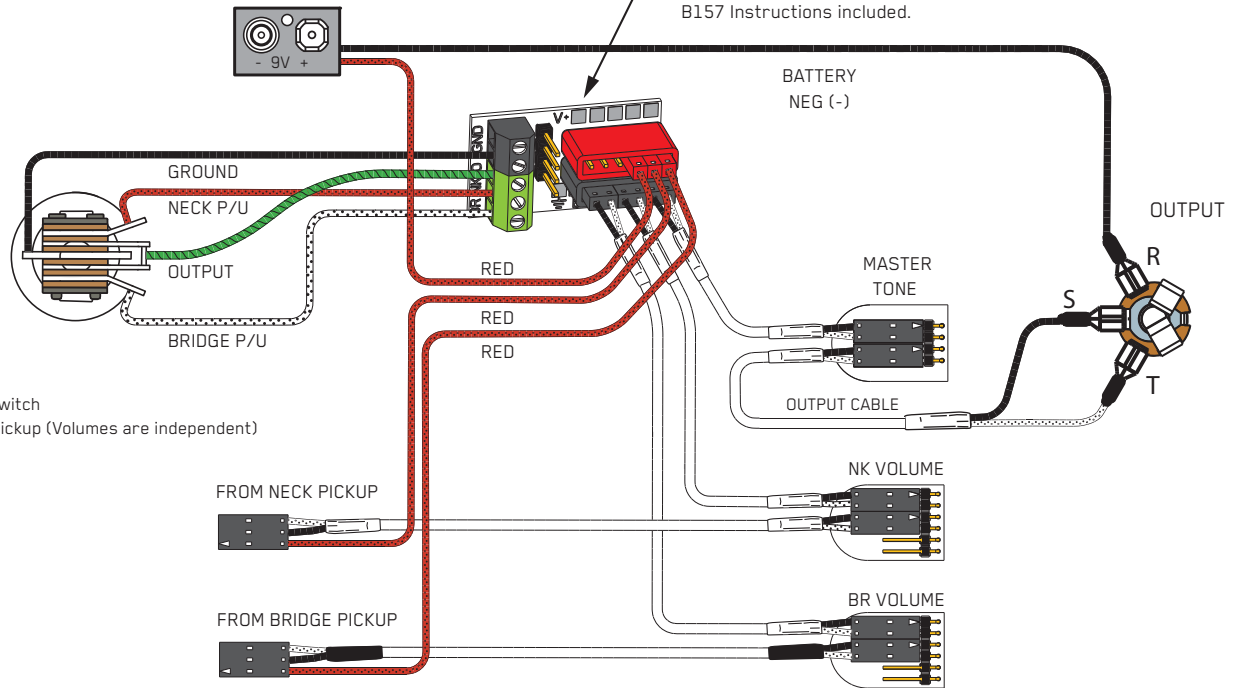 B157 Instructions included.
- 9V +
BATTERY
NEG (-)
V+
GND
GROUND
NECK P/U
OUTPUT
BRIDGE P/U
RED
RED
RED
OUTPUT
R
S
T
MASTER
TONE
OUTPUT CABLE
witch
ickup (Volumes are independent)
NK VOLUME
FROM NECK PICKUP
BR VOLUME
FROM BRIDGE PICKUP